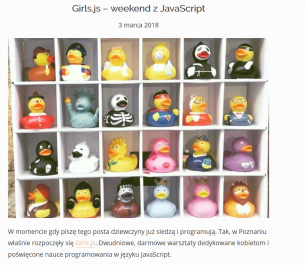 Girls.js – weekend z JavaScript
3 marca 2018
W momencie gdy piszę tego posta dziewczyny już siedzą i programują. Tak, w Poznaniu
właśnie rozpoczęły się Girls.js. Dwudniowe, darmowe warsztaty dedykowane kobietom i
poświęcone nauce programowania w języku JavaScript.